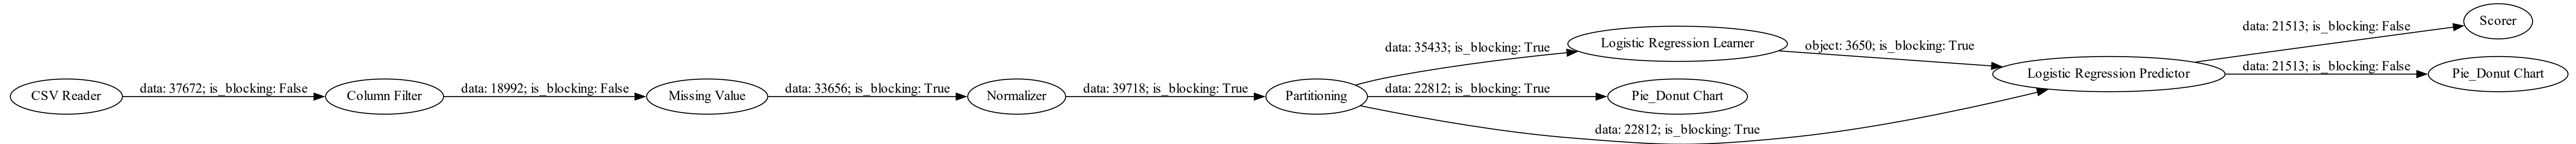 CSV Reader
data: 37672; is_blocking: False
Column Filter
data: 18992; is_blocking: False
Missing Value
data: 33656; is_blocking: True
Normalizer
data: 39718; is_blocking: True
Partitioning
data: 35433; is_blocking: True
data: 22812; is_blocking: True
data: 22812; is_blocking: True
Logistic Regression Learner
Pie_Donut Chart
object: 3650; is_blocking: True
Logistic Regression Predictor
data: 21513; is_blocking: False
data: 21513; is_blocking: False
Scorer
Pie_Donut Chart